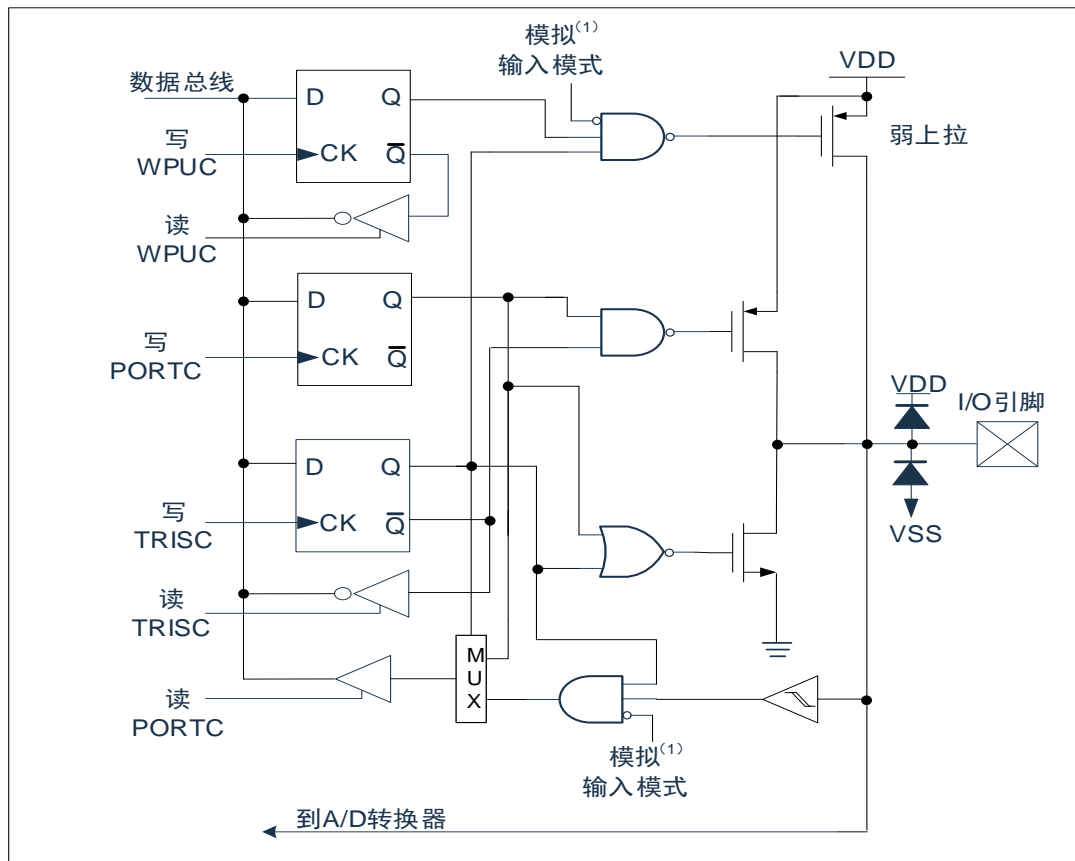 模拟(1)
输入模式
VDD
数据总线
D
Q
弱上拉
写
WPUC
CK
Q
读
WPUC
D
Q
写
PORTC
CK
Q
VDD
I/O引脚
D
Q
写
TRISC
CK
Q
VSS
读
TRISC
MUX
读
PORTC
模拟(1)
输入模式
到A/D转换器